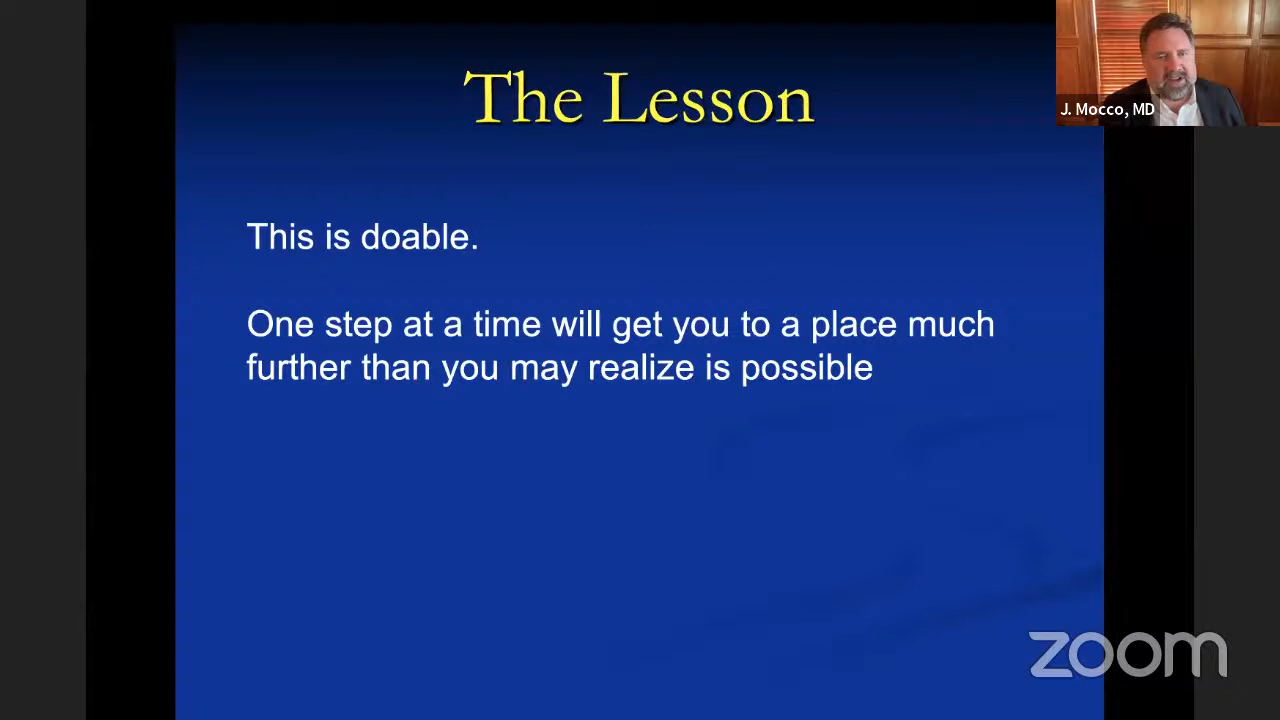 The Lesson
J. Mocco, MD
This is doable.
One step at a time will get you to a place much
further than you may realize is possible
zoom